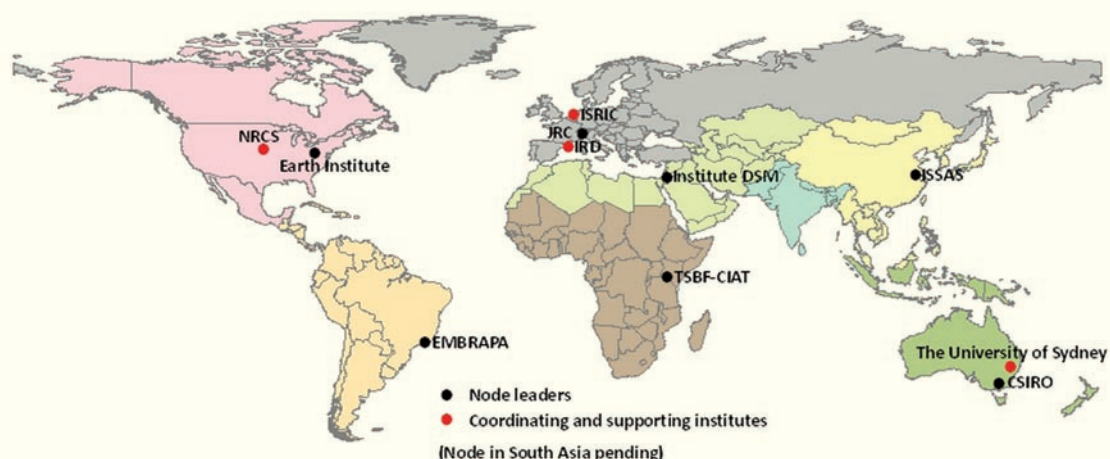 ISRIC
JRC
IRD
NRCS
Earth Institute
Institute DSM
ISSAS
TSBF-CIAT
EMBRAPA
The University of Sydney
CSIRO
Node leaders
Coordinating and supporting institutes
(Node in South Asia pending)